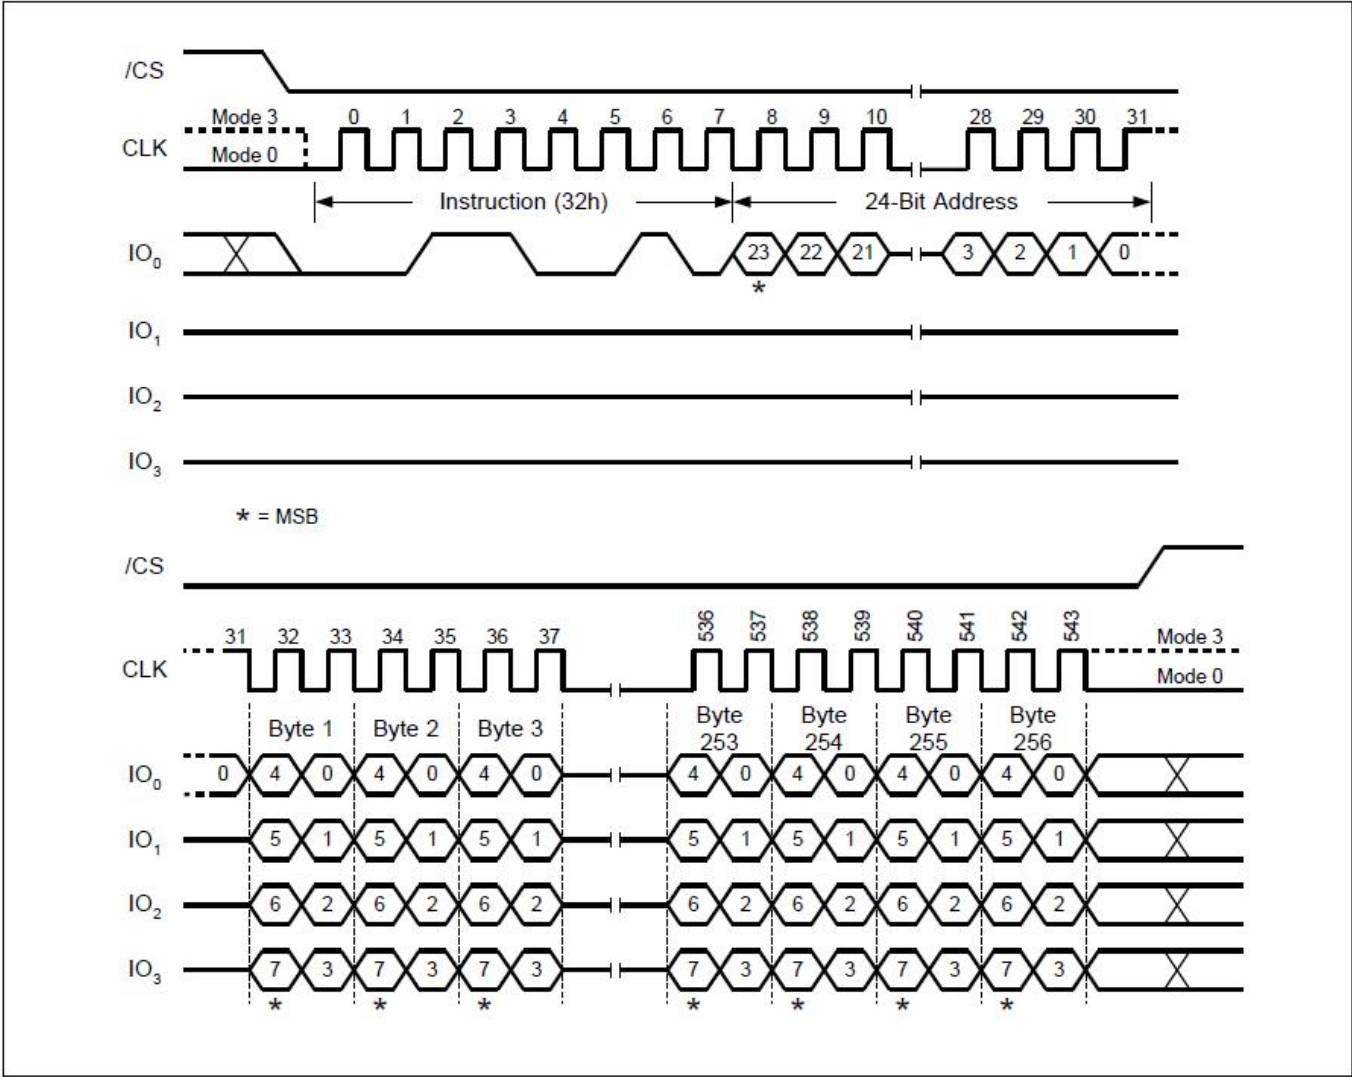 /CS
Mode 3 0 1 2 3 4 5 6 7 8 9 10 28 29 30 31
CLK
Mode 0
Instruction (32h) 24-Bit Address
IO0 23 22 21 3 2 1 0
*
IO1
IO2
IO3
* = MSB
/CS
31 32 33 34 35 36 37 536 537 538 539 540 541 542 543 Mode 3
CLK
Mode 0
Byte 1 Byte 2 Byte 3 Byte 253 Byte 254 Byte 255 Byte 256
IO0 0 4 0 4 0 4 0 4 0 4 0 4 0 4 0
IO1 5 1 5 1 5 1 5 1 5 1 5 1 5 1
IO2 6 2 6 2 6 2 6 2 6 2 6 2 6 2
IO3 7 3 7 3 7 3 7 3 7 3 7 3 7 3
* * * * * * *